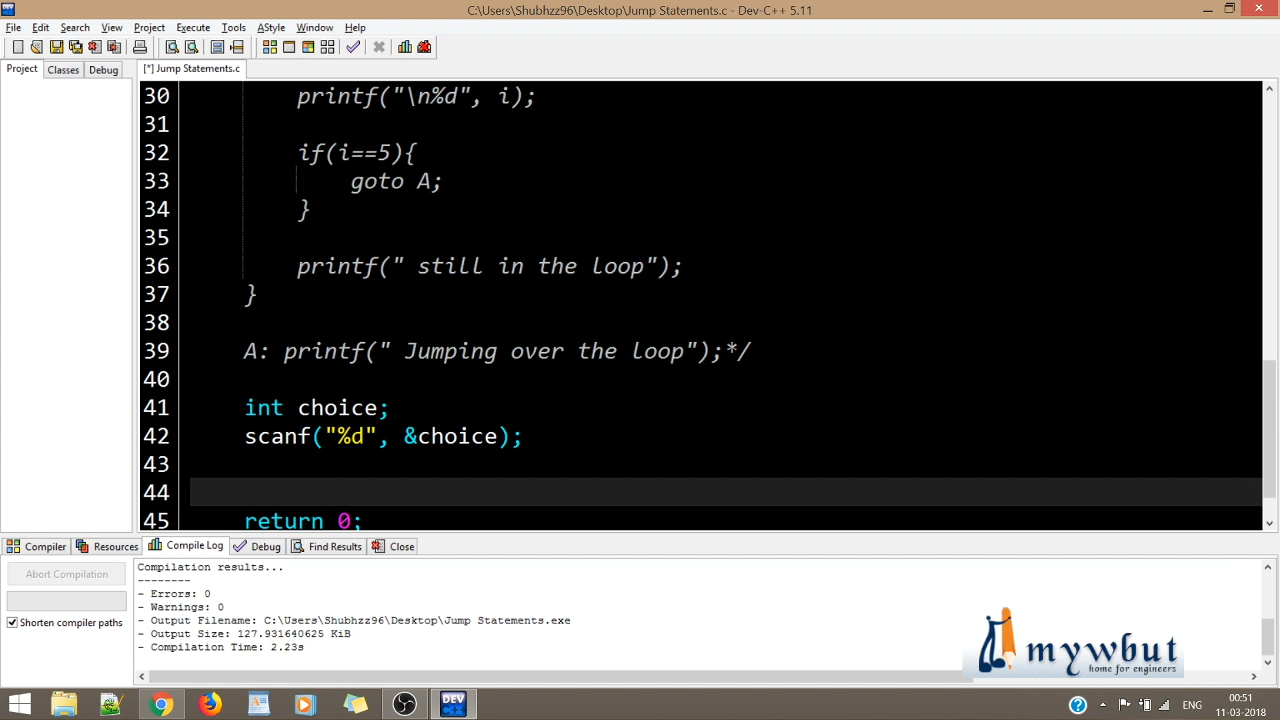 C:\Users\Shubhzz96\Desktop\Jump Statements.c - Dev-C++ 5.11
File Edit Search View Project Execute Tools AStyle Window Help
Project Classes Debug [*] Jump Statements.c
30 printf("\n%d", i);
31
32 if(i==5){
33 goto A;
34 }
35
36 printf(" still in the loop");
37 }
38
39 A: printf(" Jumping over the loop");*/
40
41 int choice;
42 scanf("%d", &choice);
43
44
45 return 0;
Compiler Resources Compile Log Debug Find Results Close
Abort Compilation
Shorten compiler paths
Compilation results...
--------
- Errors: 0
- Warnings: 0
- Output Filename: C:\Users\Shubhzz96\Desktop\Jump Statements.exe
- Output Size: 127.931640625 KiB
- Compilation Time: 2.23s
mywbut
home for engineers
DEV
ENG
00:51
11-03-2018